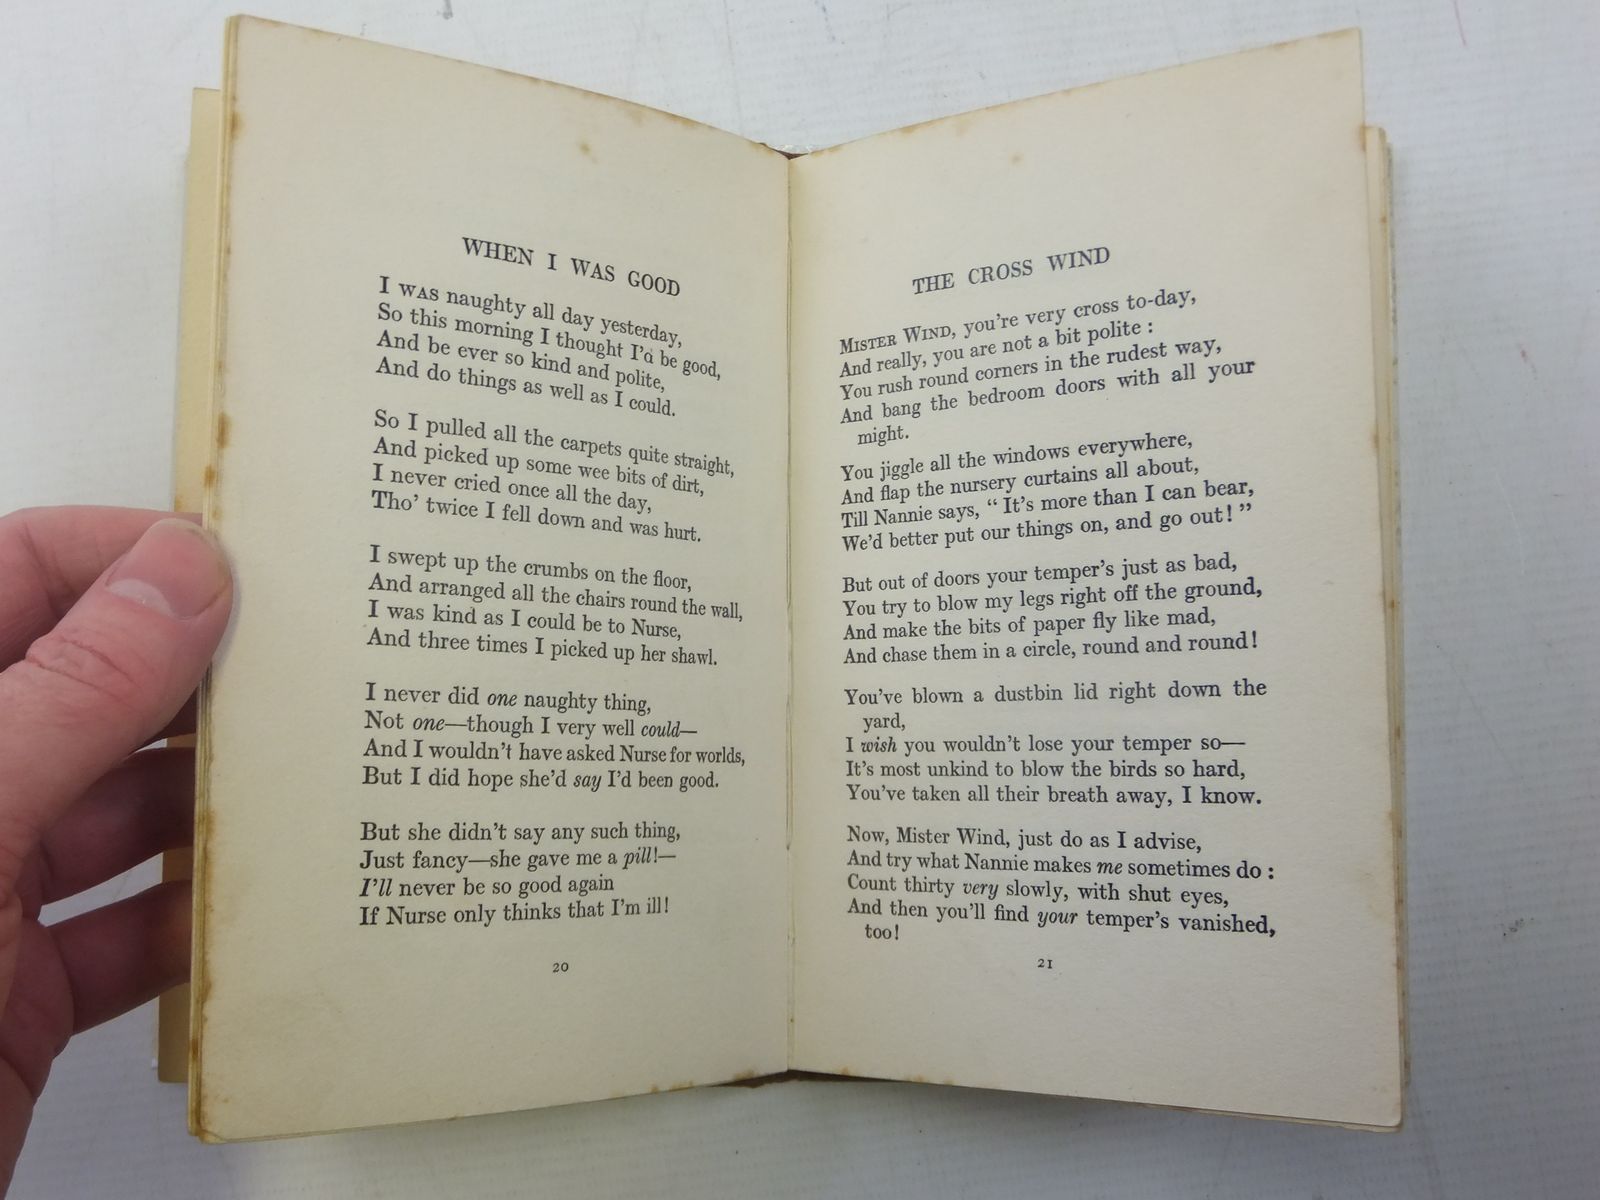 WHEN I WAS GOOD
I WAS naughty all day yesterday,
So this morning I thought I'd be good,
And be ever so kind and polite,
And do things as well as I could.
So I pulled all the carpets quite straight,
And picked up some wee bits of dirt,
I never cried once all the day,
Tho' twice I fell down and was hurt.
I swept up the crumbs on the floor,
And arranged all the chairs round the wall,
I was kind as I could be to Nurse,
And three times I picked up her shawl.
I never did one naughty thing,
Not one—though I very well could—
And I wouldn't have asked Nurse for worlds,
But I did hope she'd say I'd been good.
But she didn't say any such thing,
Just fancy—she gave me a pill!—
I'll never be so good again
If Nurse only thinks that I'm ill!
20
THE CROSS WIND
MISTER WIND, you're very cross to-day,
And really, you are not a bit polite :
You rush round corners in the rudest way,
And bang the bedroom doors with all your
might.
You jiggle all the windows everywhere,
And flap the nursery curtains all about,
Till Nannie says, “ It's more than I can bear,
We'd better put our things on, and go out! ”
But out of doors your temper's just as bad,
You try to blow my legs right off the ground,
And make the bits of paper fly like mad,
And chase them in a circle, round and round!
You've blown a dustbin lid right down the
yard,
I wish you wouldn't lose your temper so—
It's most unkind to blow the birds so hard,
You've taken all their breath away, I know.
Now, Mister Wind, just do as I advise,
And try what Nannie makes me sometimes do :
Count thirty very slowly, with shut eyes,
And then you'll find your temper's vanished,
too!
21